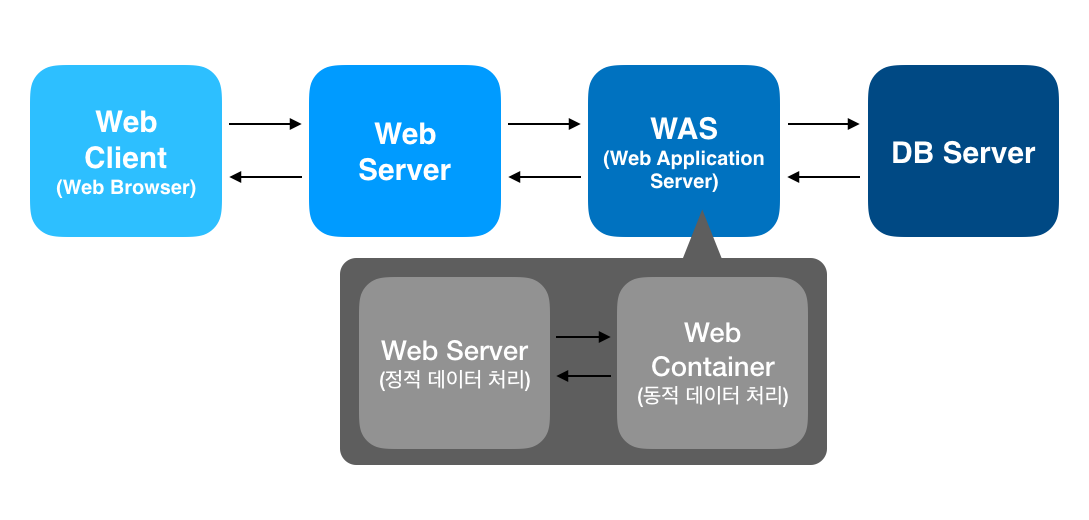 Web
Client
(Web Browser)
Web
Server
WAS
(Web Application
Server)
DB Server
Web Server
(정적 데이터 처리)
Web
Container
(동적 데이터 처리)